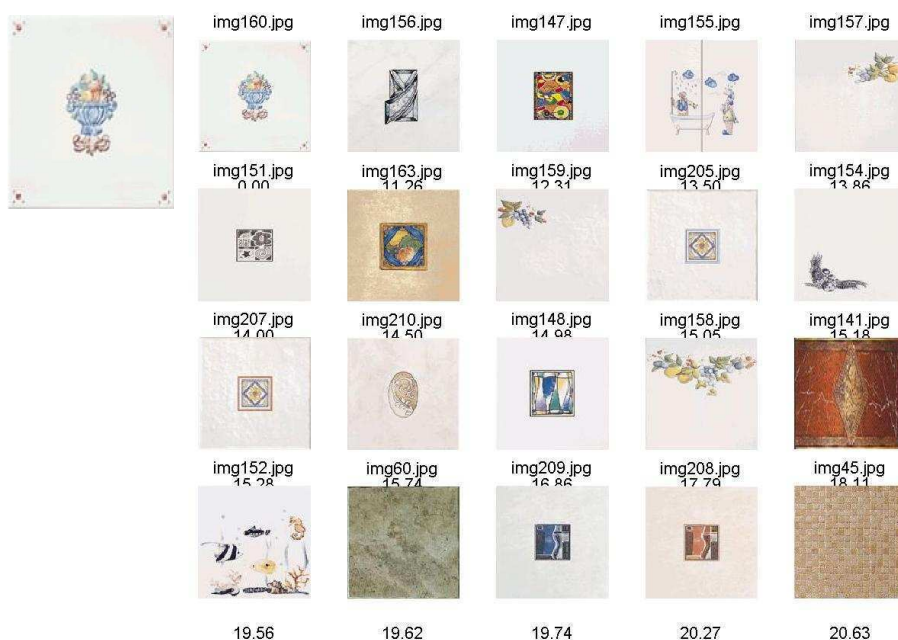 img160.jpg img156.jpg img147.jpg img155.jpg img157.jpg
img151.jpg img163.jpg img159.jpg img205.jpg img154.jpg
0.00 11.26 12.31 13.50 13.86
img207.jpg img210.jpg img148.jpg img158.jpg img141.jpg
14.00 14.50 14.98 15.05 15.18
img152.jpg img60.jpg img209.jpg img208.jpg img45.jpg
15.28 15.74 16.86 17.79 18.11
19.56 19.62 19.74 20.27 20.63